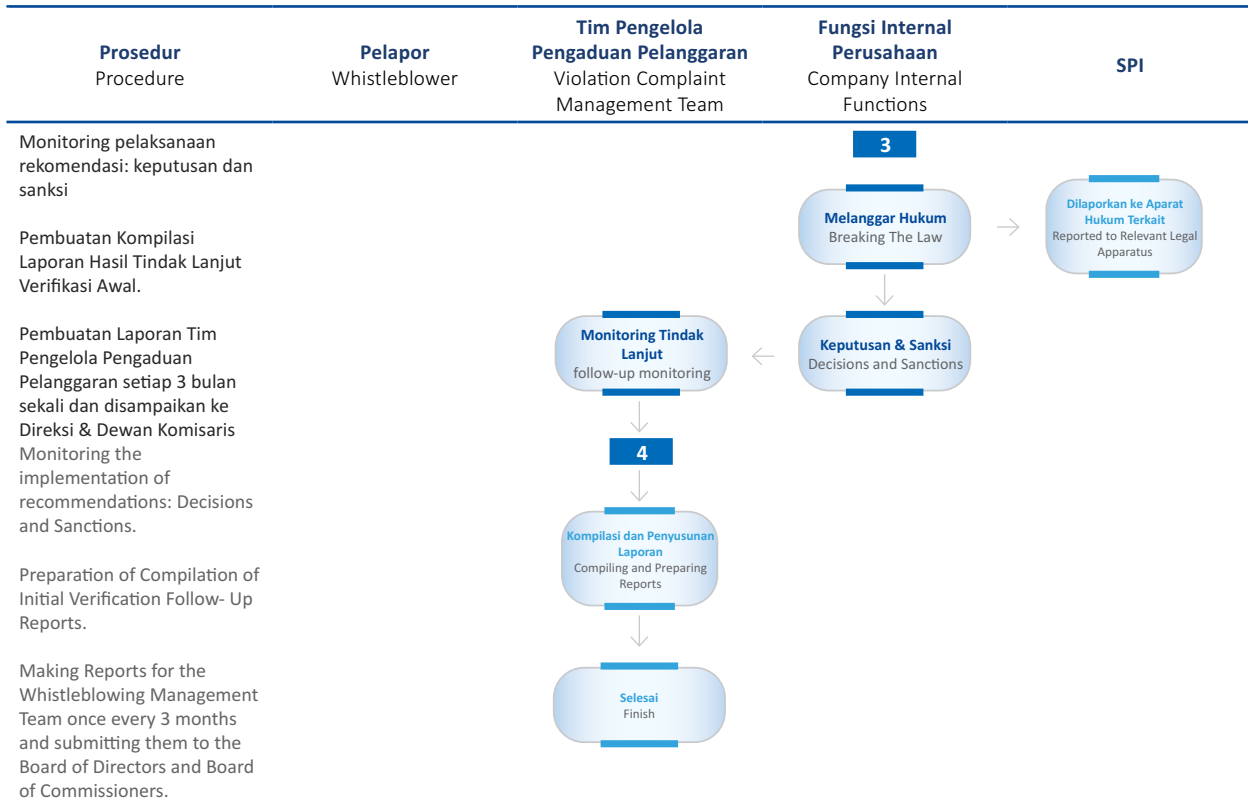 Prosedur
Procedure
Pelapor
Whistleblower
Tim Pengelola
Pengaduan Pelanggaran
Violation Complaint
Management Team
Fungsi Internal
Perusahaan
Company Internal
Functions
SPI
Monitoring pelaksanaan
rekomendasi: keputusan dan
sanksi
Pembuatan Kompilasi
Laporan Hasil Tindak Lanjut
Verifikasi Awal.
Pembuatan Laporan Tim
Pengelola Pengaduan
Pelanggaran setiap 3 bulan
sekali dan disampaikan ke
Direksi & Dewan Komisaris
Monitoring the
implementation of
recommendations: Decisions
and Sanctions.
Preparation of Compilation of
Initial Verification Follow- Up
Reports.
Making Reports for the
Whistleblowing Management
Team once every 3 months
and submitting them to the
Board of Directors and Board
of Commissioners.
3
Melanggar Hukum
Breaking The Law
Dilaporkan ke Aparat
Hukum Terkait
Reported to Relevant Legal
Apparatus
Keputusan & Sanksi
Decisions and Sanctions
Monitoring Tindak
Lanjut
follow-up monitoring
4
Kompilasi dan Penyusunan
Laporan
Compiling and Preparing
Reports
Selesai
Finish